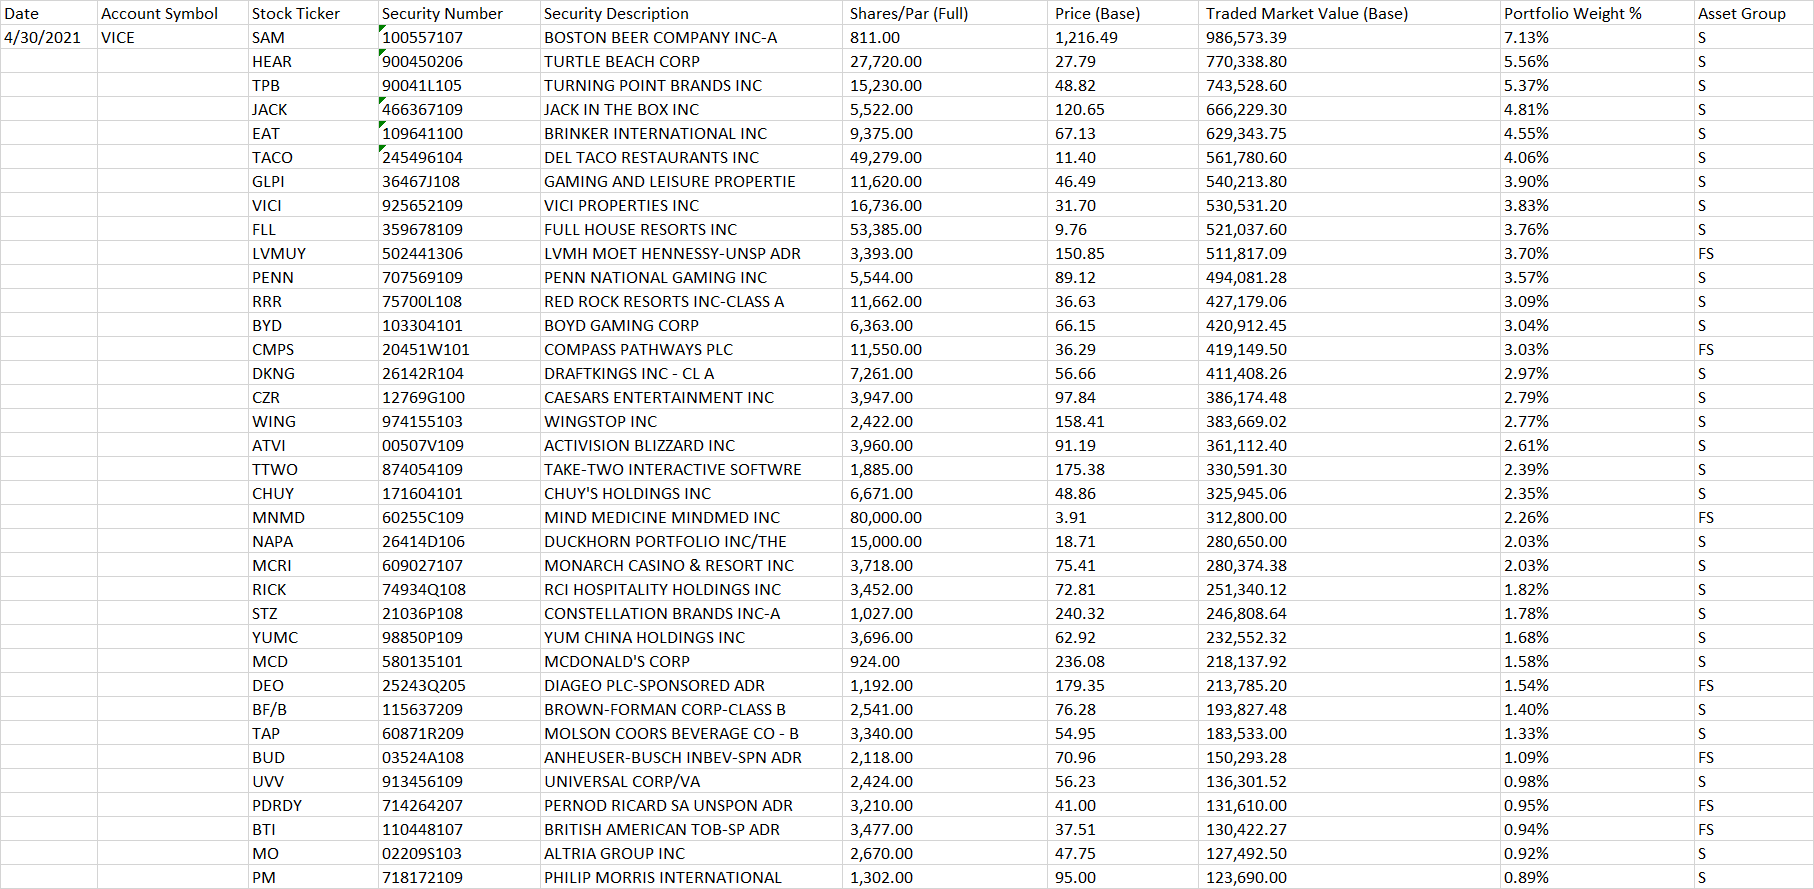 Date Account Symbol Stock Ticker Security Number Security Description Shares/Par (Full) Price (Base) Traded Market Value (Base) Portfolio Weight % Asset Group
4/30/2021 VICE SAM 100557107 BOSTON BEER COMPANY INC-A 811.00 1,216.49 986,573.39 7.13% S
HEAR 900450206 TURTLE BEACH CORP 27,720.00 27.79 770,338.80 5.56% S
TPB 90041L105 TURNING POINT BRANDS INC 15,230.00 48.82 743,528.60 5.37% S
JACK 466367109 JACK IN THE BOX INC 5,522.00 120.65 666,229.30 4.81% S
EAT 109641100 BRINKER INTERNATIONAL INC 9,375.00 67.13 629,343.75 4.55% S
TACO 245496104 DEL TACO RESTAURANTS INC 49,279.00 11.40 561,780.60 4.06% S
GLPI 36467J108 GAMING AND LEISURE PROPERTIE 11,620.00 46.49 540,213.80 3.90% S
VICI 925652109 VICI PROPERTIES INC 16,736.00 31.70 530,531.20 3.83% S
FLL 359678109 FULL HOUSE RESORTS INC 53,385.00 9.76 521,037.60 3.76% S
LVMUY 502441306 LVMH MOET HENNESSY-UNSP ADR 3,393.00 150.85 511,817.09 3.70% FS
PENN 707569109 PENN NATIONAL GAMING INC 5,544.00 89.12 494,081.28 3.57% S
RRR 75700L108 RED ROCK RESORTS INC-CLASS A 11,662.00 36.63 427,179.06 3.09% S
BYD 103304101 BOYD GAMING CORP 6,363.00 66.15 420,912.45 3.04% S
CMPS 20451W101 COMPASS PATHWAYS PLC 11,550.00 36.29 419,149.50 3.03% FS
DKNG 26142R104 DRAFTKINGS INC - CL A 7,261.00 56.66 411,408.26 2.97% S
CZR 12769G100 CAESARS ENTERTAINMENT INC 3,947.00 97.84 386,174.48 2.79% S
WING 974155103 WINGSTOP INC 2,422.00 158.41 383,669.02 2.77% S
ATVI 00507V109 ACTIVISION BLIZZARD INC 3,960.00 91.19 361,112.40 2.61% S
TTWO 874054109 TAKE-TWO INTERACTIVE SOFTWRE 1,885.00 175.38 330,591.30 2.39% S
CHUY 171604101 CHUY'S HOLDINGS INC 6,671.00 48.86 325,945.06 2.35% S
MNMD 60255C109 MIND MEDICINE MINDMED INC 80,000.00 3.91 312,800.00 2.26% FS
NAPA 26414D106 DUCKHORN PORTFOLIO INC/THE 15,000.00 18.71 280,650.00 2.03% S
MCRI 609027107 MONARCH CASINO & RESORT INC 3,718.00 75.41 280,374.38 2.03% S
RICK 74934Q108 RCI HOSPITALITY HOLDINGS INC 3,452.00 72.81 251,340.12 1.82% S
STZ 21036P108 CONSTELLATION BRANDS INC-A 1,027.00 240.32 246,808.64 1.78% S
YUMC 98850P109 YUM CHINA HOLDINGS INC 3,696.00 62.92 232,552.32 1.68% S
MCD 580135101 MCDONALD'S CORP 924.00 236.08 218,137.92 1.58% S
DEO 25243Q205 DIAGEO PLC-SPONSORED ADR 1,192.00 179.35 213,785.20 1.54% FS
BF/B 115637209 BROWN-FORMAN CORP-CLASS B 2,541.00 76.28 193,827.48 1.40% S
TAP 60871R209 MOLSON COORS BEVERAGE CO - B 3,340.00 54.95 183,533.00 1.33% S
BUD 03524A108 ANHEUSER-BUSCH INBEV-SPN ADR 2,118.00 70.96 150,293.28 1.09% FS
UVV 913456109 UNIVERSAL CORP/VA 2,424.00 56.23 136,301.52 0.98% S
PDRDY 714264207 PERNOD RICARD SA UNSPON ADR 3,210.00 41.00 131,610.00 0.95% FS
BTI 110448107 BRITISH AMERICAN TOB-SP ADR 3,477.00 37.51 130,422.27 0.94% FS
MO 02209S103 ALTRIA GROUP INC 2,670.00 47.75 127,492.50 0.92% S
PM 718172109 PHILIP MORRIS INTERNATIONAL 1,302.00 95.00 123,690.00 0.89% S